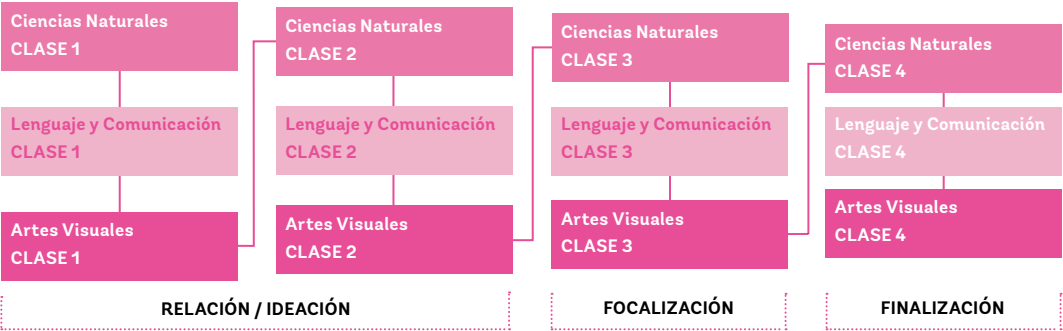 Ciencias Naturales
CLASE 1
Lenguaje y Comunicación
CLASE 1
Artes Visuales
CLASE 1
Ciencias Naturales
CLASE 2
Lenguaje y Comunicación
CLASE 2
Artes Visuales
CLASE 2
Ciencias Naturales
CLASE 3
Lenguaje y Comunicación
CLASE 3
Artes Visuales
CLASE 3
Ciencias Naturales
CLASE 4
Lenguaje y Comunicación
CLASE 4
Artes Visuales
CLASE 4
RELACIÓN / IDEACIÓN
FOCALIZACIÓN
FINALIZACIÓN